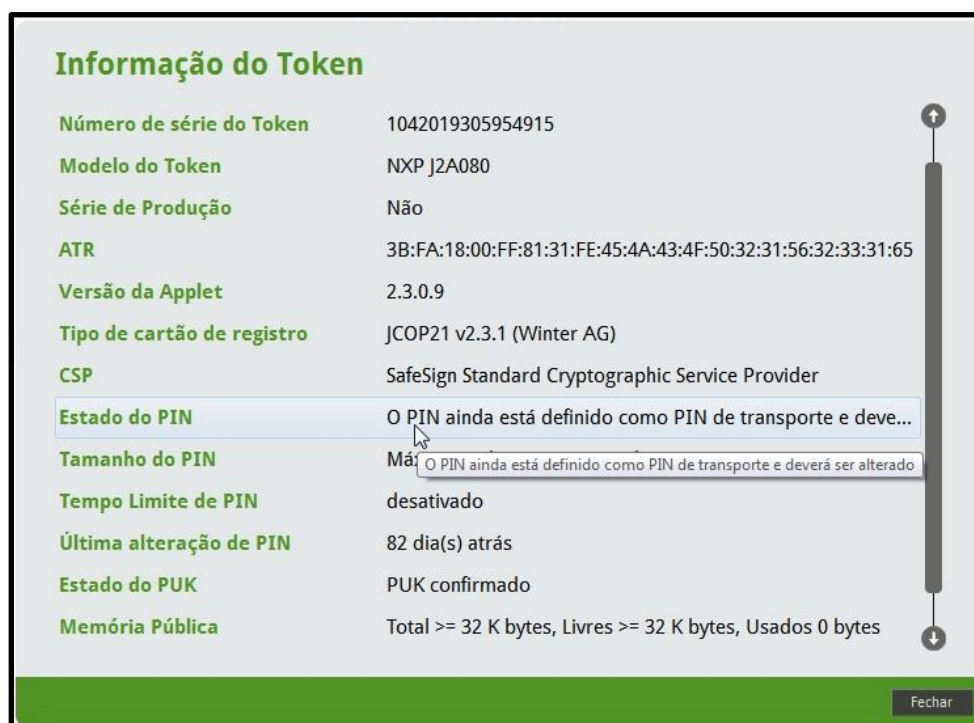 Informação do Token
Número de série do Token 1042019305954915
Modelo do Token NXP J2A080
Série de Produção Não
ATR 3B:FA:18:00:FF:81:31:FE:45:4A:43:4F:50:32:31:56:32:33:31:65
Versão da Applet 2.3.0.9
Tipo de cartão de registro JCOP21 v2.3.1 (Winter AG)
CSP SafeSign Standard Cryptographic Service Provider
Estado do PIN O PIN ainda está definido como PIN de transporte e deve...
Tamanho do PIN
O PIN ainda está definido como PIN de transporte e deverá ser alterado
Tempo Limite de PIN desativado
Última alteração de PIN 82 dia(s) atrás
Estado do PUK PUK confirmado
Memória Pública Total >= 32 K bytes, Livres >= 32 K bytes, Usados 0 bytes
Fechar